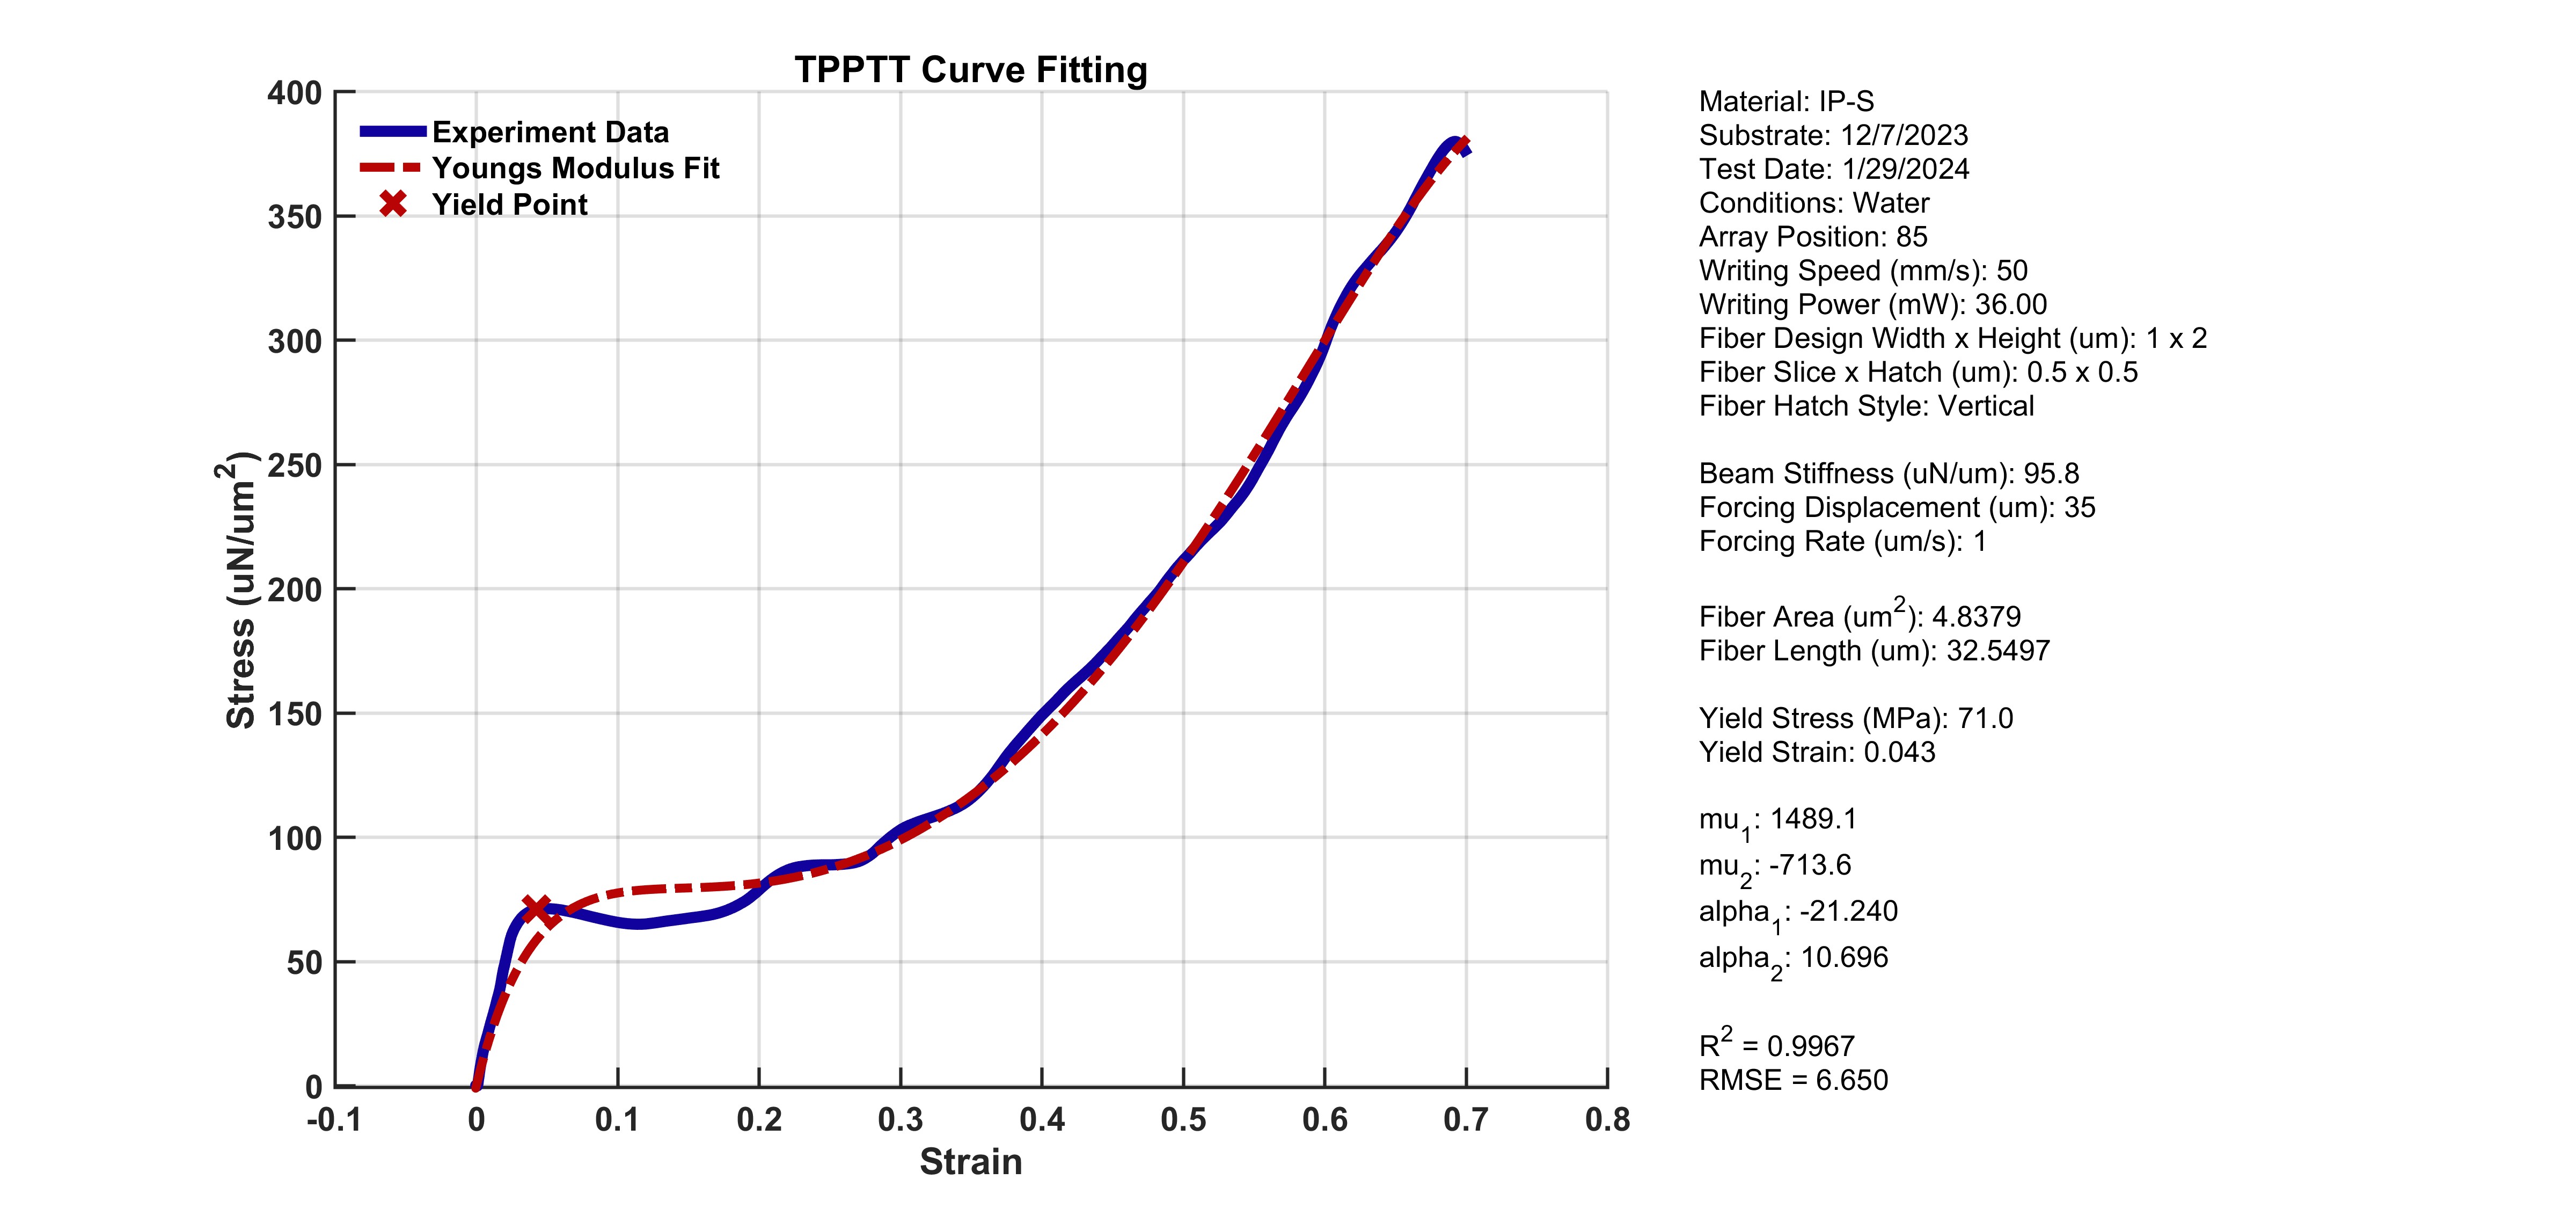 TPPTT Curve Fitting
400
350
300
250
200
150
100
50
0
Stress (uN/um²)
Experiment Data
Youngs Modulus Fit
Yield Point
-0.1 0 0.1 0.2 0.3 0.4 0.5 0.6 0.7 0.8
Strain
Material: IP-S
Substrate: 12/7/2023
Test Date: 1/29/2024
Conditions: Water
Array Position: 85
Writing Speed (mm/s): 50
Writing Power (mW): 36.00
Fiber Design Width x Height (um): 1 x 2
Fiber Slice x Hatch (um): 0.5 x 0.5
Fiber Hatch Style: Vertical
Beam Stiffness (uN/um): 95.8
Forcing Displacement (um): 35
Forcing Rate (um/s): 1
Fiber Area (um²): 4.8379
Fiber Length (um): 32.5497
Yield Stress (MPa): 71.0
Yield Strain: 0.043
mu₁: 1489.1
mu₂: -713.6
alpha₁: -21.240
alpha₂: 10.696
R² = 0.9967
RMSE = 6.650